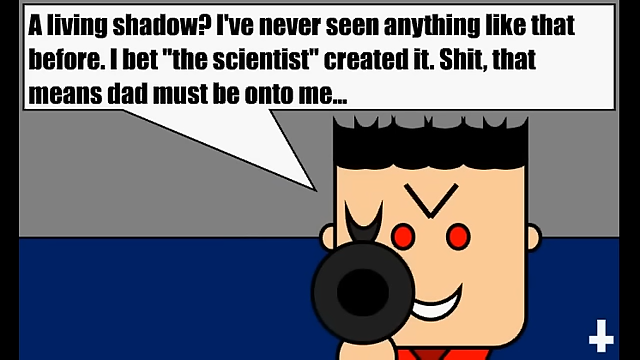 A living shadow? I've never seen anything like that
before. I bet "the scientist" created it. Shit, that
means dad must be onto me...